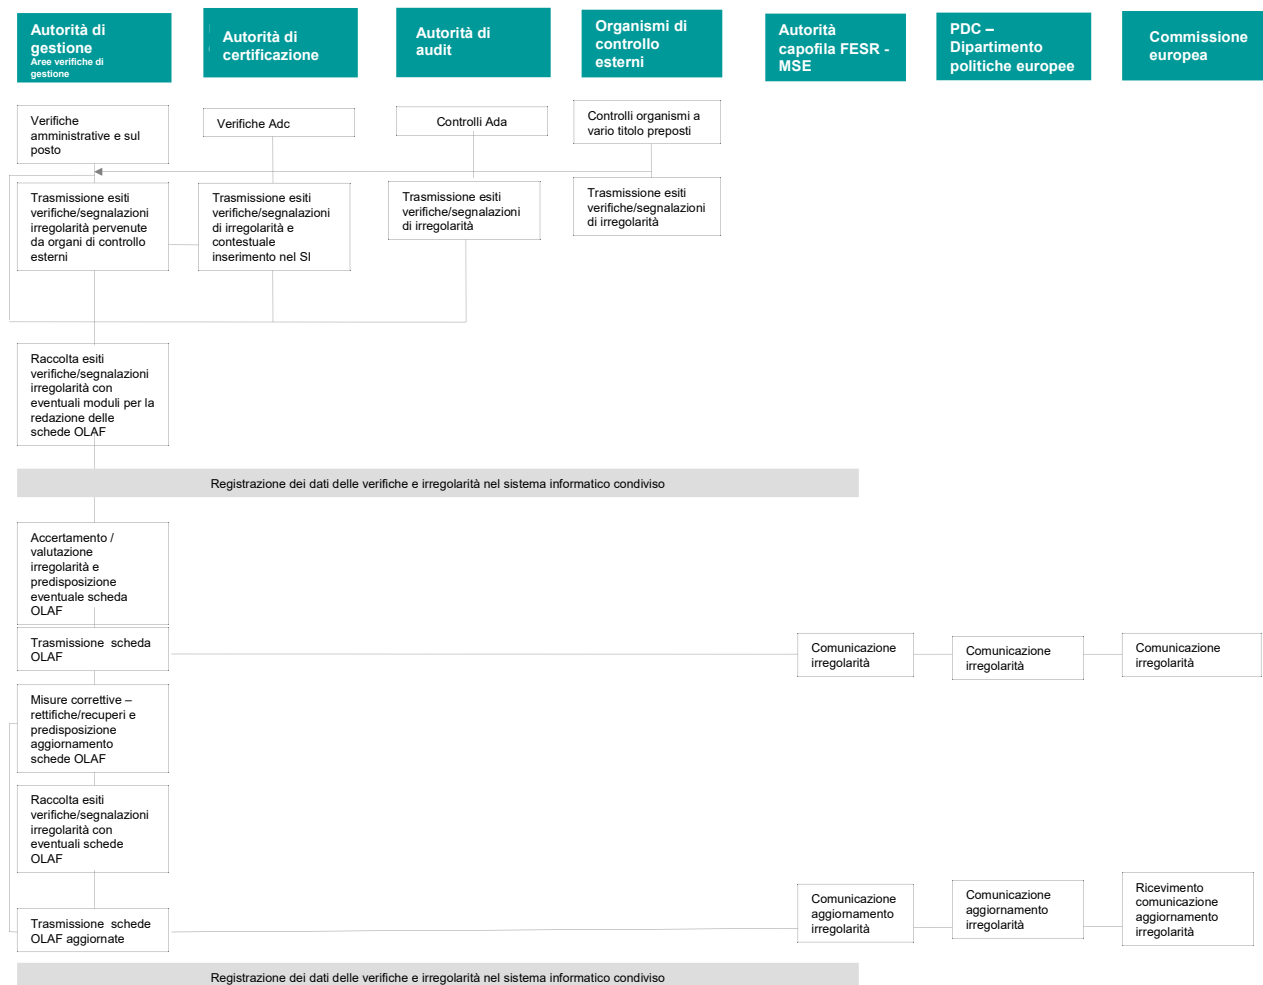 Autorità di
gestione
Aree verifiche di
gestione
Autorità di
certificazione
Autorità di
audit
Organismi di
controllo
esterni
Autorità
capofila FESR -
MSE
PDC –
Dipartimento
politiche europee
Commissione
europea
Verifiche
amministrative e sul
posto
Verifiche Adc
Controlli Ada
Controlli organismi a
vario titolo preposti
Trasmissione esiti
verifiche/segnalazioni
irregolarità pervenute
da organi di controllo
esterni
Trasmissione esiti
verifiche/segnalazioni
di irregolarità e
contestuale
inserimento nel SI
Trasmissione esiti
verifiche/segnalazioni
di irregolarità
Trasmissione esiti
verifiche/segnalazioni
di irregolarità
Raccolta esiti
verifiche/segnalazioni
irregolarità con
eventuali moduli per la
redazione delle
schede OLAF
Registrazione dei dati delle verifiche e irregolarità nel sistema informatico condiviso
Accertamento /
valutazione
irregolarità e
predisposizione
eventuale scheda
OLAF
Trasmissione scheda
OLAF
Comunicazione
irregolarità
Comunicazione
irregolarità
Comunicazione
irregolarità
Misure correttive –
rettifiche/recuperi e
predisposizione
aggiornamento
schede OLAF
Raccolta esiti
verifiche/segnalazioni
irregolarità con
eventuali schede
OLAF
Trasmissione schede
OLAF aggiornate
Comunicazione
aggiornamento
irregolarità
Comunicazione
aggiornamento
irregolarità
Ricevimento
comunicazione
aggiornamento
irregolarità
Registrazione dei dati delle verifiche e irregolarità nel sistema informatico condiviso